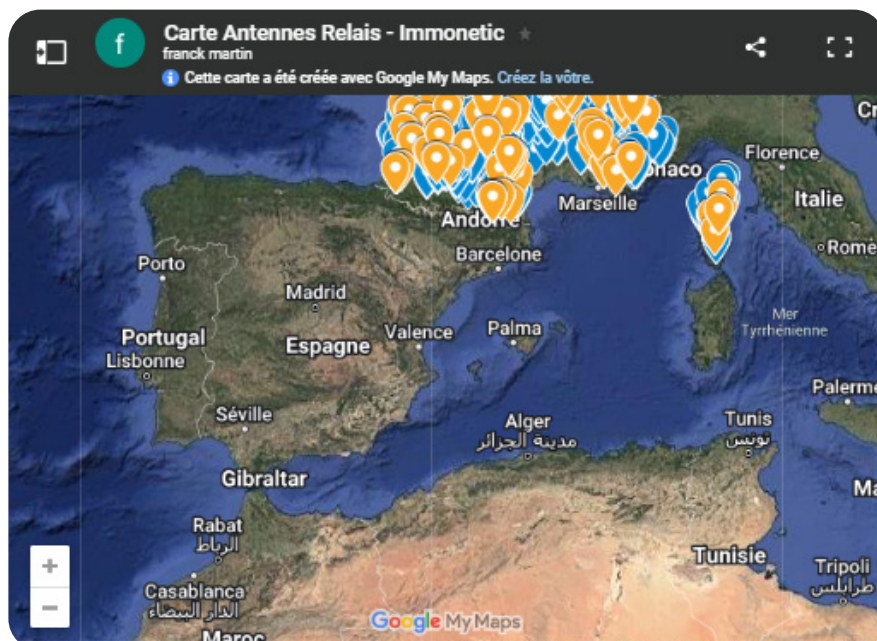 f
Carte Antennes Relais - Immonetic
franck martin
Cette carte a été créée avec Google My Maps. Créez la vôtre.
Florence
Italie
Marseille
Andorre
Barcelone
Rome
Porto
Madrid
Mer
Tyrrhénienne
Portugal
Valence
Palma
Espagne
Lisbonne
Palerme
Séville
Alger
مدينة الجزائر
Tunis
تونس
Gibraltar
Rabat
الرباط
Tunisie
Tripoli
طرابلس
Casablanca
الدار البيضاء
Google My Maps
Maroc